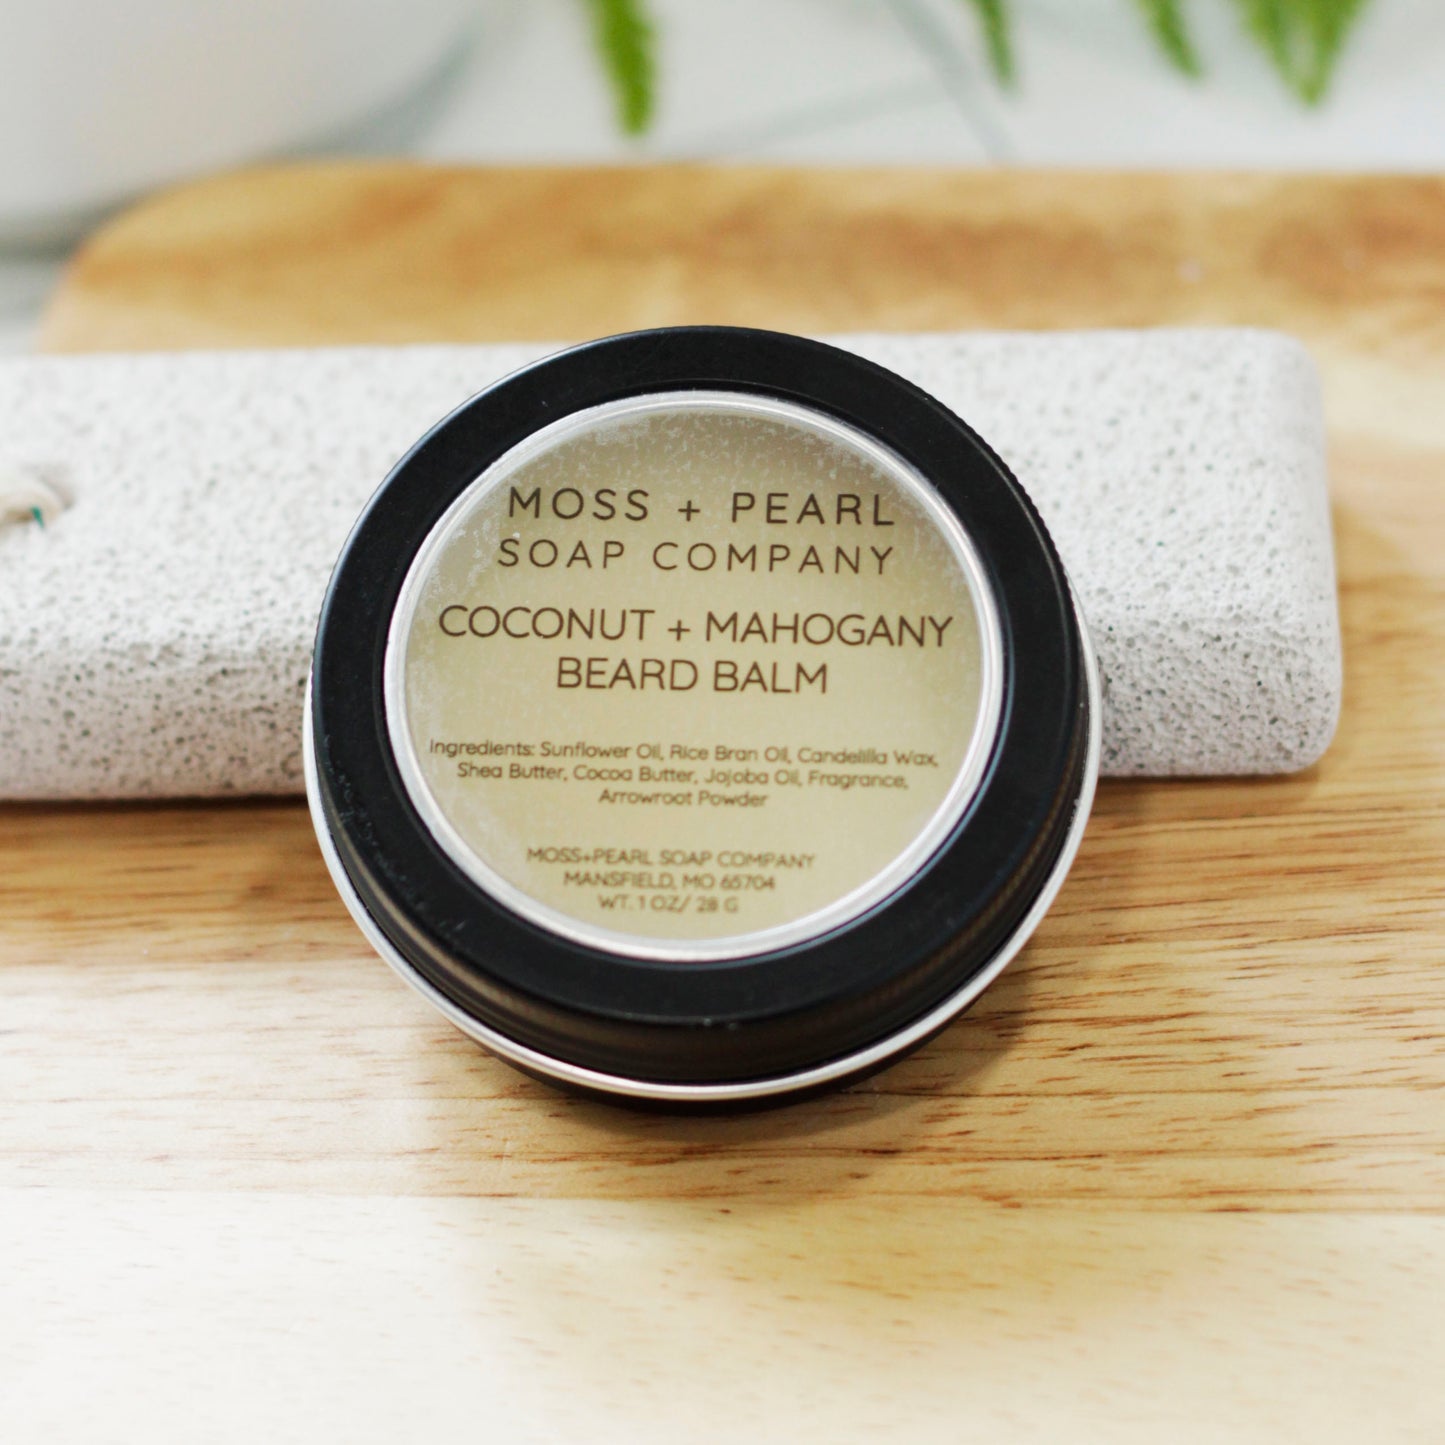 MOSS + PEARL
SOAP COMPANY
COCONUT + MAHOGANY
BEARD BALM
Ingredients: Sunflower Oil, Rice Bran Oil, Candelilla Wax,
Shea Butter, Cocoa Butter, Jojoba Oil, Fragrance,
Arrowroot Powder
MOSS+PEARL SOAP COMPANY
MANSFIELD, MO 65704
WT. 1 OZ/ 28 G